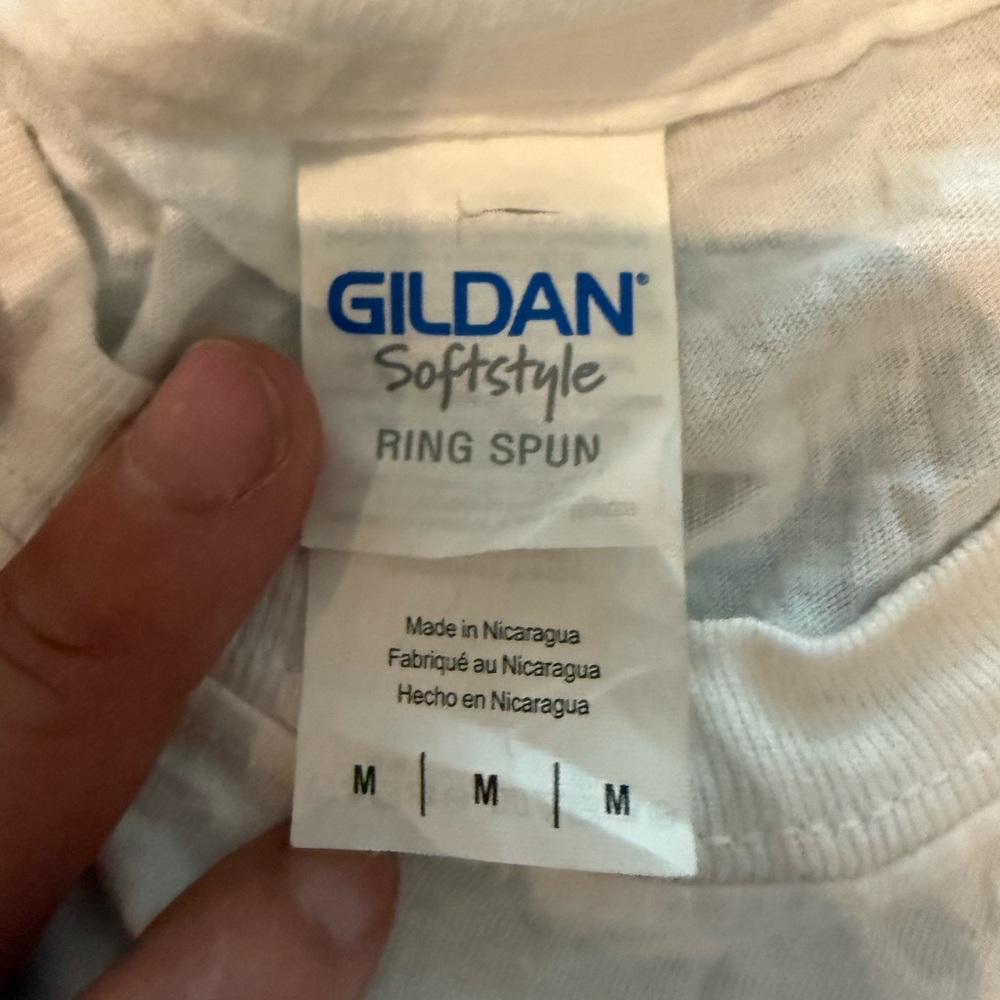 GILDAN®
Softstyle
RING SPUN
Made in Nicaragua
Fabriqué au Nicaragua
Hecho en Nicaragua
M | M | M